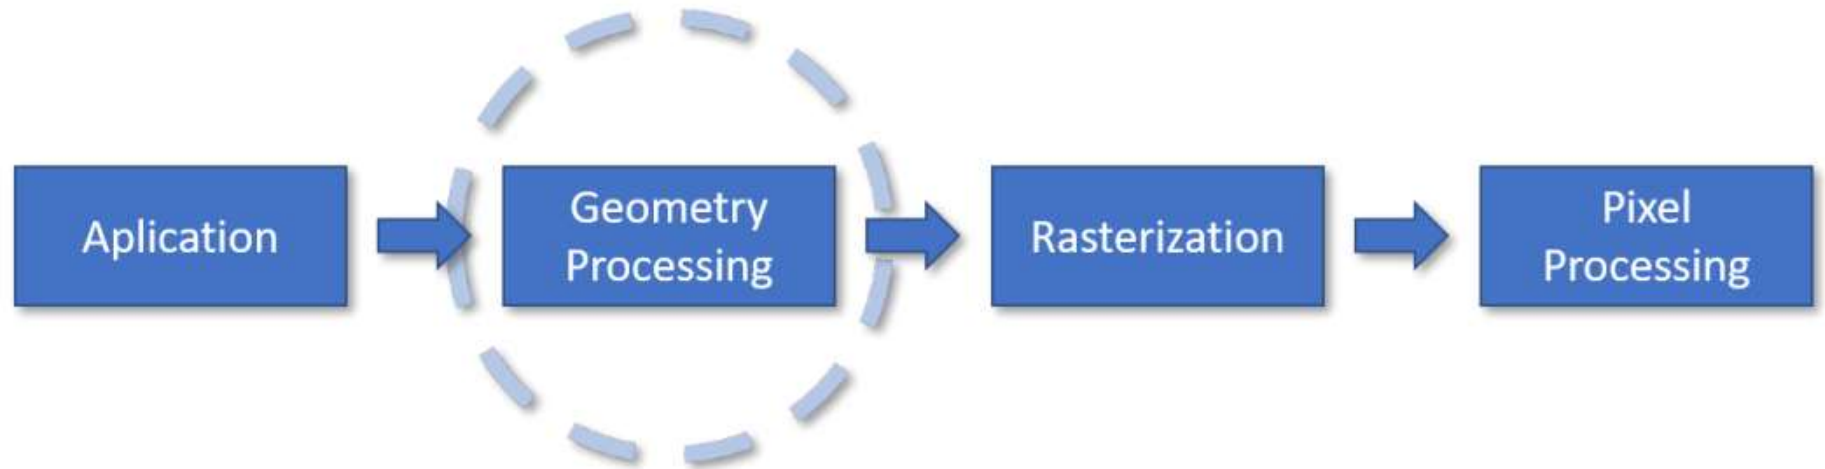 Aplication
Geometry
Processing
Rasterization
Pixel
Processing